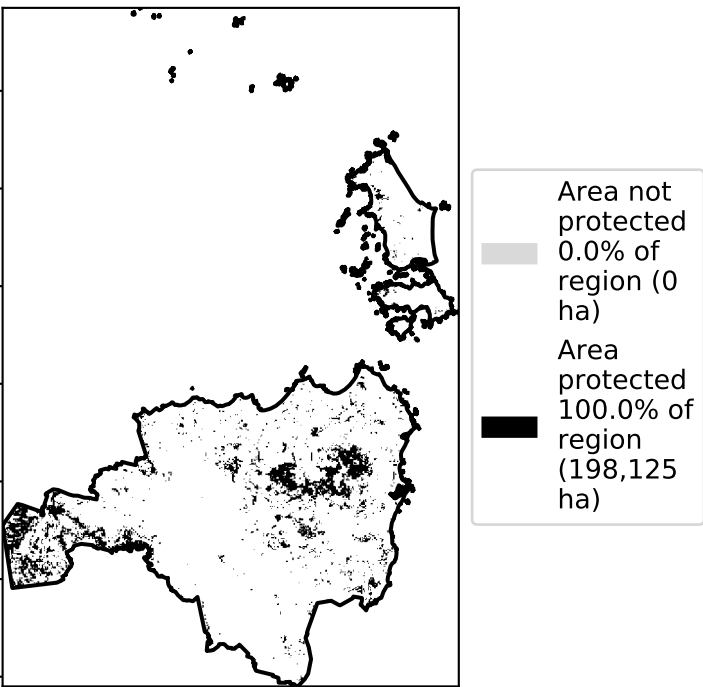 Area not
protected
0.0% of
region (0
ha)
Area
protected
100.0% of
region
(198,125
ha)